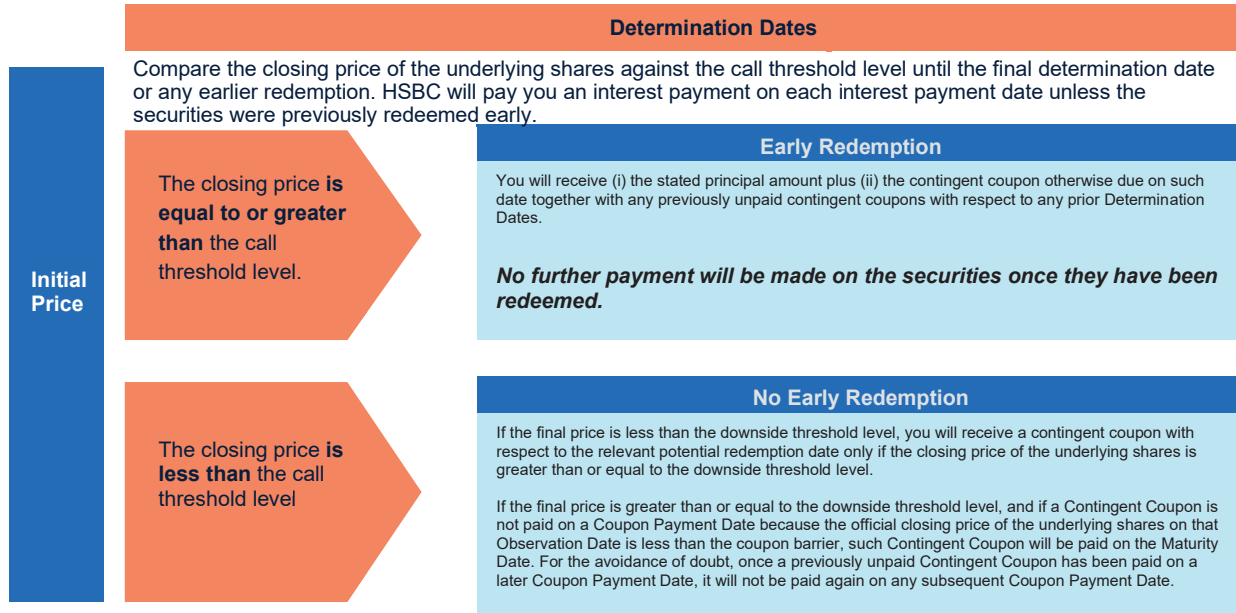 Determination Dates
Compare the closing price of the underlying shares against the call threshold level until the final determination date
or any earlier redemption. HSBC will pay you an interest payment on each interest payment date unless the
securities were previously redeemed early.
Initial
Price
The closing price is
equal to or greater
than the call
threshold level.
Early Redemption
You will receive (i) the stated principal amount plus (ii) the contingent coupon otherwise due on such
date together with any previously unpaid contingent coupons with respect to any prior Determination
Dates.
No further payment will be made on the securities once they have been
redeemed.
The closing price is
less than the call
threshold level
No Early Redemption
If the final price is less than the downside threshold level, you will receive a contingent coupon with
respect to the relevant potential redemption date only if the closing price of the underlying shares is
greater than or equal to the downside threshold level.
If the final price is greater than or equal to the downside threshold level, and if a Contingent Coupon is
not paid on a Coupon Payment Date because the official closing price of the underlying shares on that
Observation Date is less than the coupon barrier, such Contingent Coupon will be paid on the Maturity
Date. For the avoidance of doubt, once a previously unpaid Contingent Coupon has been paid on a
later Coupon Payment Date, it will not be paid again on any subsequent Coupon Payment Date.